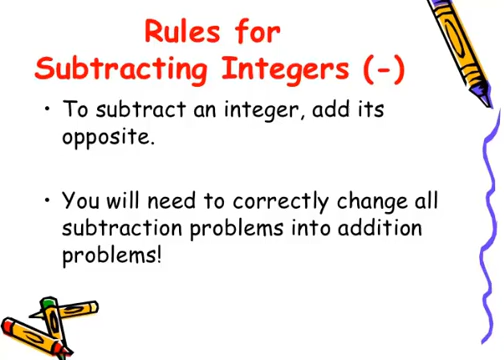 Rules for
Subtracting Integers (-)
• To subtract an integer, add its
opposite.
• You will need to correctly change all
subtraction problems into addition
problems!